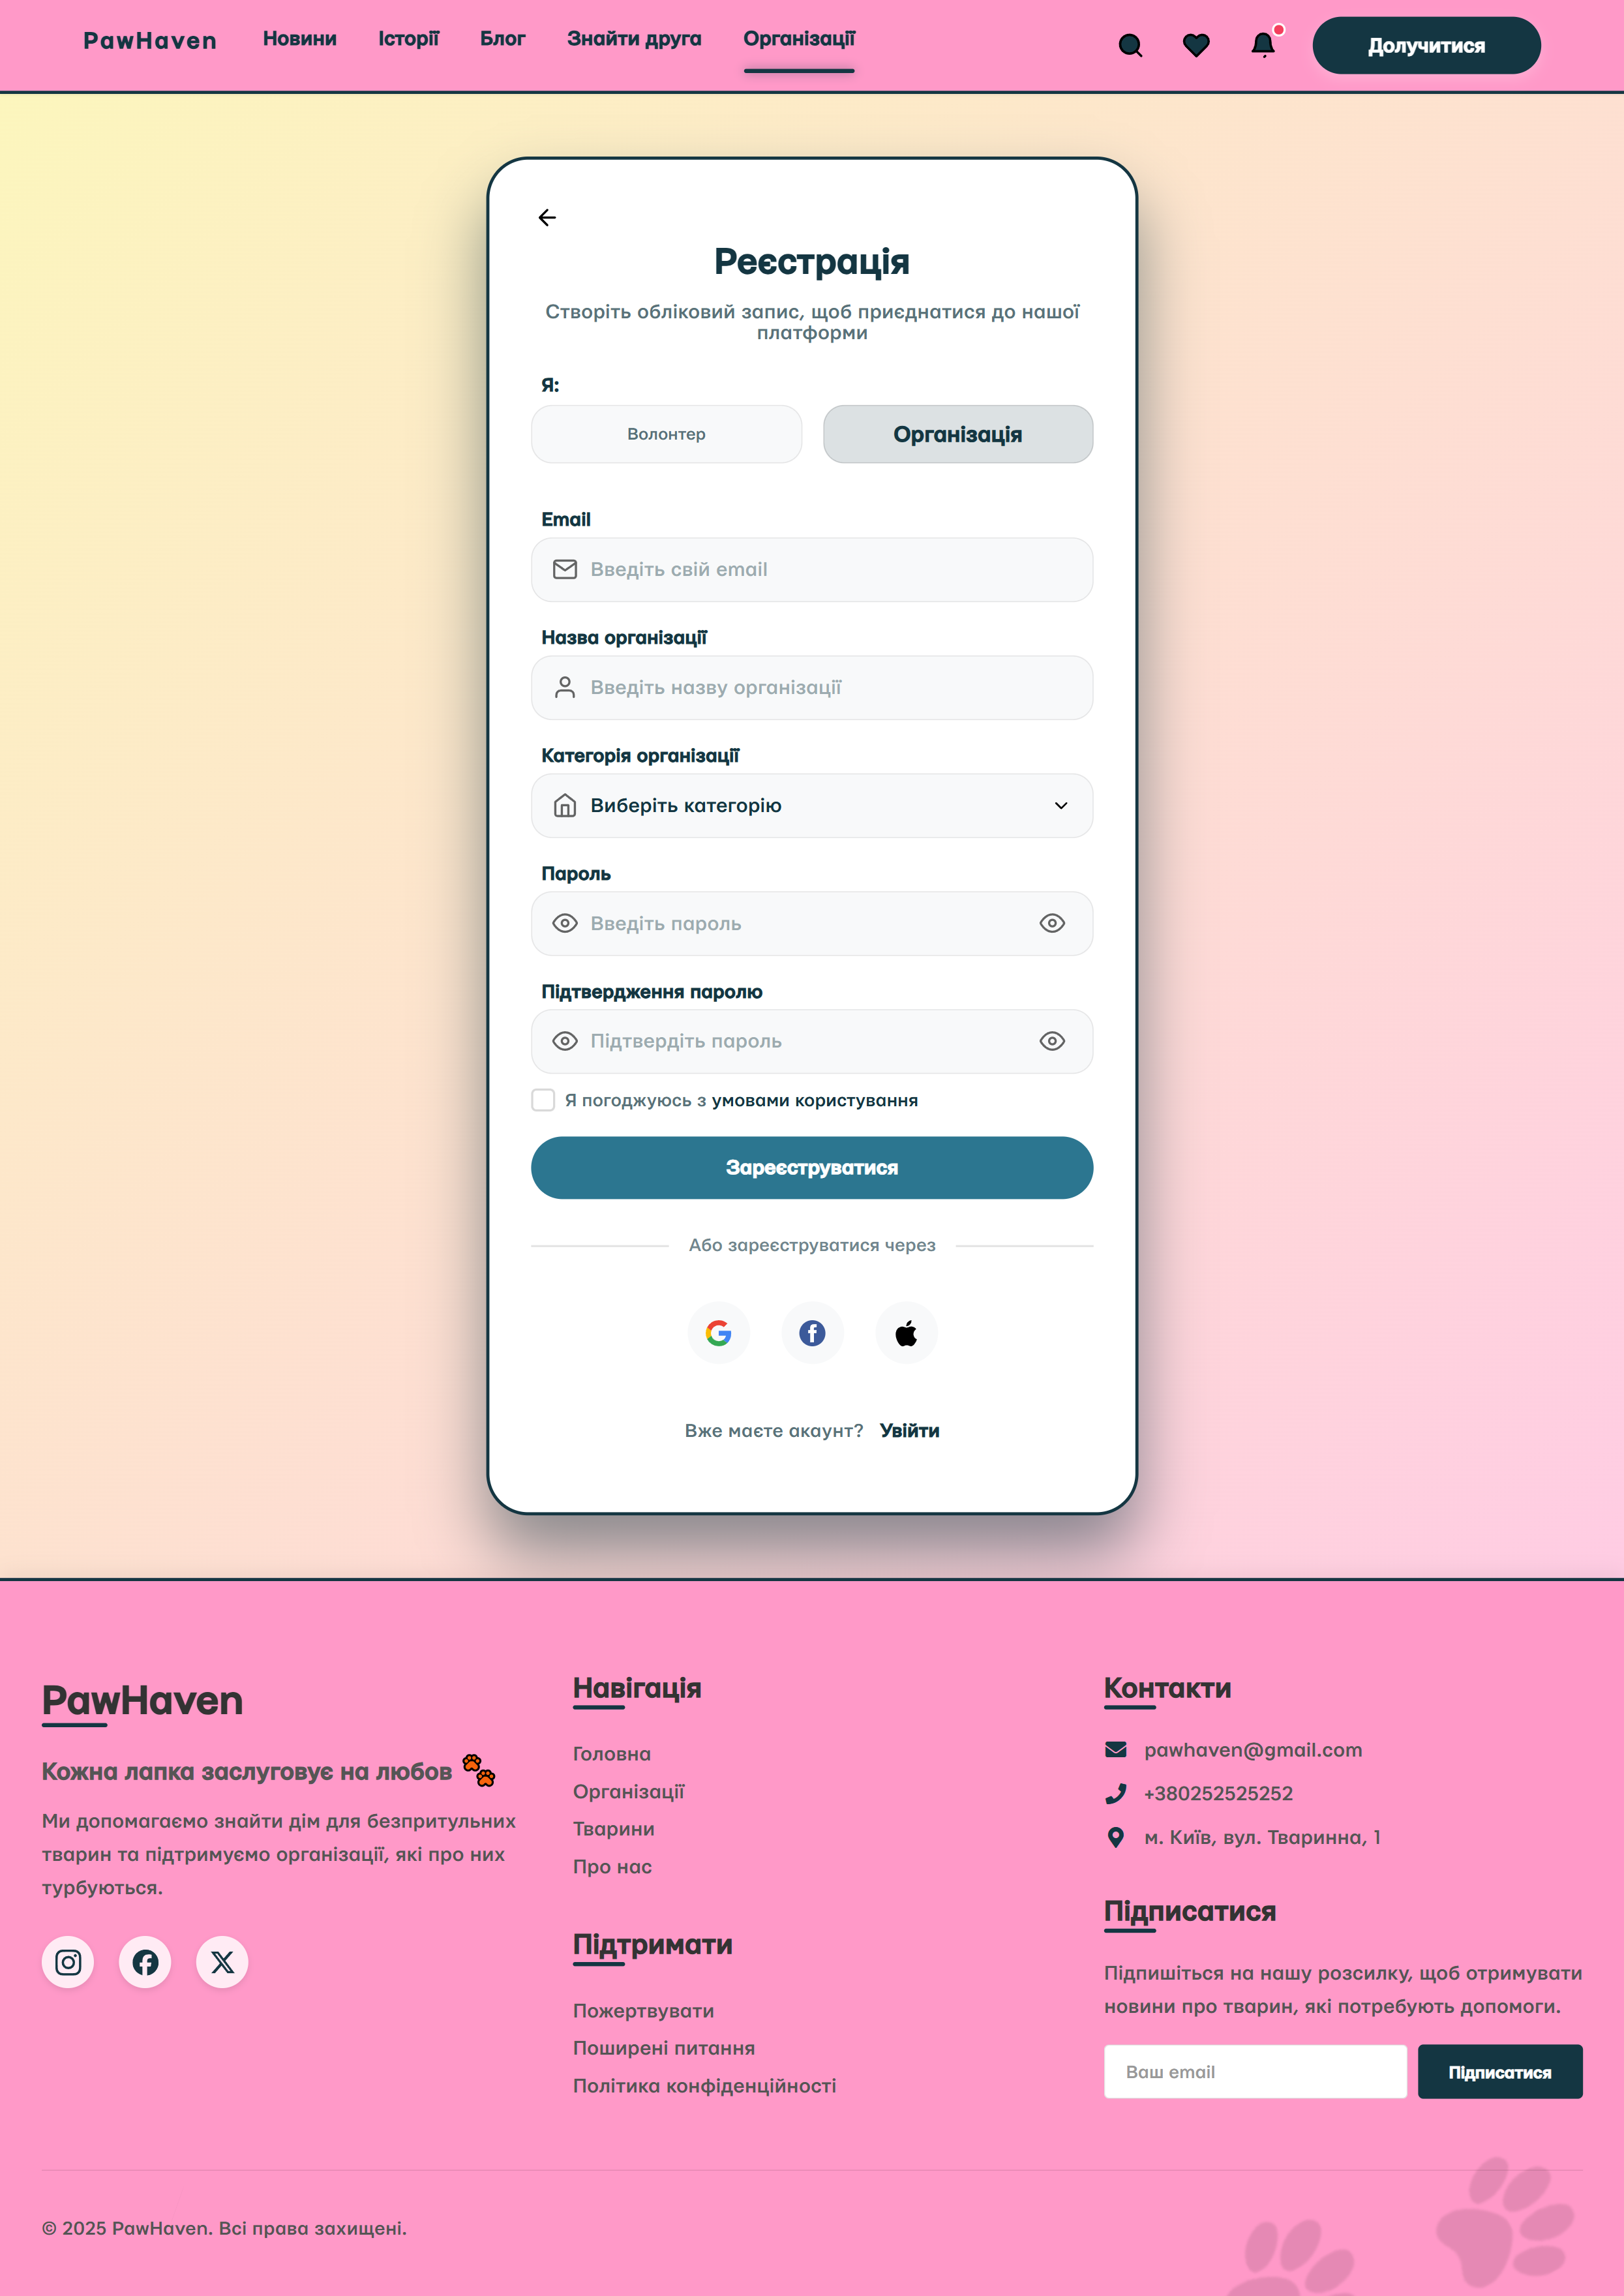 PawHaven
Новини
Історії
Блог
Знайти друга
Організації
Долучитися
Реєстрація
Створіть обліковий запис, щоб приєднатися до нашої
платформи
Я:
Волонтер
Організація
Email
Введіть свій email
Назва організації
Введіть назву організації
Категорія організації
Виберіть категорію
Пароль
Введіть пароль
Підтвердження паролю
Підтвердіть пароль
Я погоджуюсь з умовами користування
Зареєструватися
Або зареєструватися через
Вже маєте акаунт? Увійти
PawHaven
Кожна лапка заслуговує на любов
Ми допомагаємо знайти дім для безпритульних
тварин та підтримуємо організації, які про них
турбуються.
Навігація
Головна
Організації
Тварини
Про нас
Підтримати
Пожертвувати
Поширені питання
Політика конфіденційності
Контакти
pawhaven@gmail.com
+380252525252
м. Київ, вул. Тваринна, 1
Підписатися
Підпишіться на нашу розсилку, щоб отримувати
новини про тварин, які потребують допомоги.
Ваш email
Підписатися
© 2025 PawHaven. Всі права захищені.